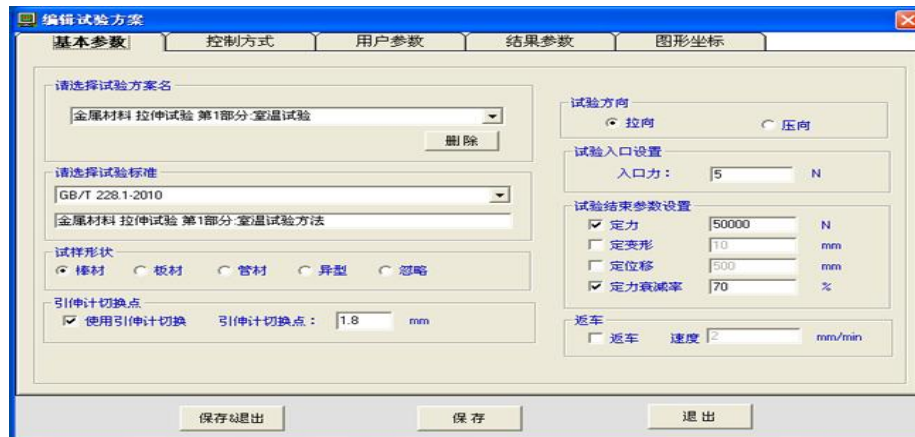 编辑试验方案
基本参数 控制方式 用户参数 结果参数 图形坐标
请选择试验方案名
金属材料 拉伸试验 第1部分:室温试验
删除
请选择试验标准
GB/T 228.1-2010
金属材料 拉伸试验 第1部分:室温试验方法
试样形状
棒材 板材 管材 异型 忽略
引伸计切换点
使用引伸计切换 引伸计切换点: 1.8 mm
试验方向
拉向 压向
试验入口设置
入口力: 5 N
试验结束参数设置
定力 50000 N
定变形 10 mm
定位移 500 mm
定力衰减率 70 %
返车
返车 速度 2 mm/min
保存&退出 保存 退出